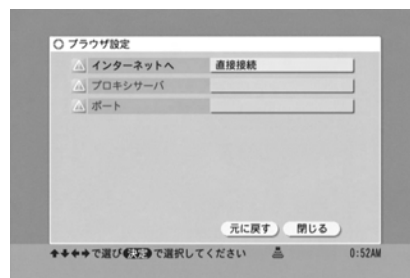 ブラウザ設定
インターネットへ 直接接続
プロキシサーバ
ポート
元に戻す 閉じる
↑↓←→で選び決定で選択してください 0:52AM